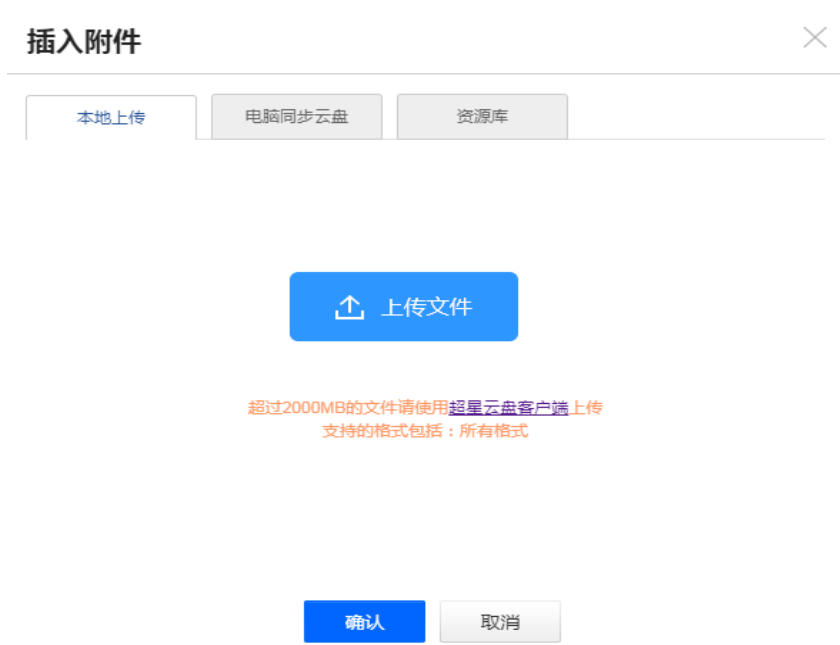 插入附件
本地上传
电脑同步云盘
资源库
上传文件
超过2000MB的文件请使用超星云盘客户端上传
支持的格式包括：所有格式
确认
取消